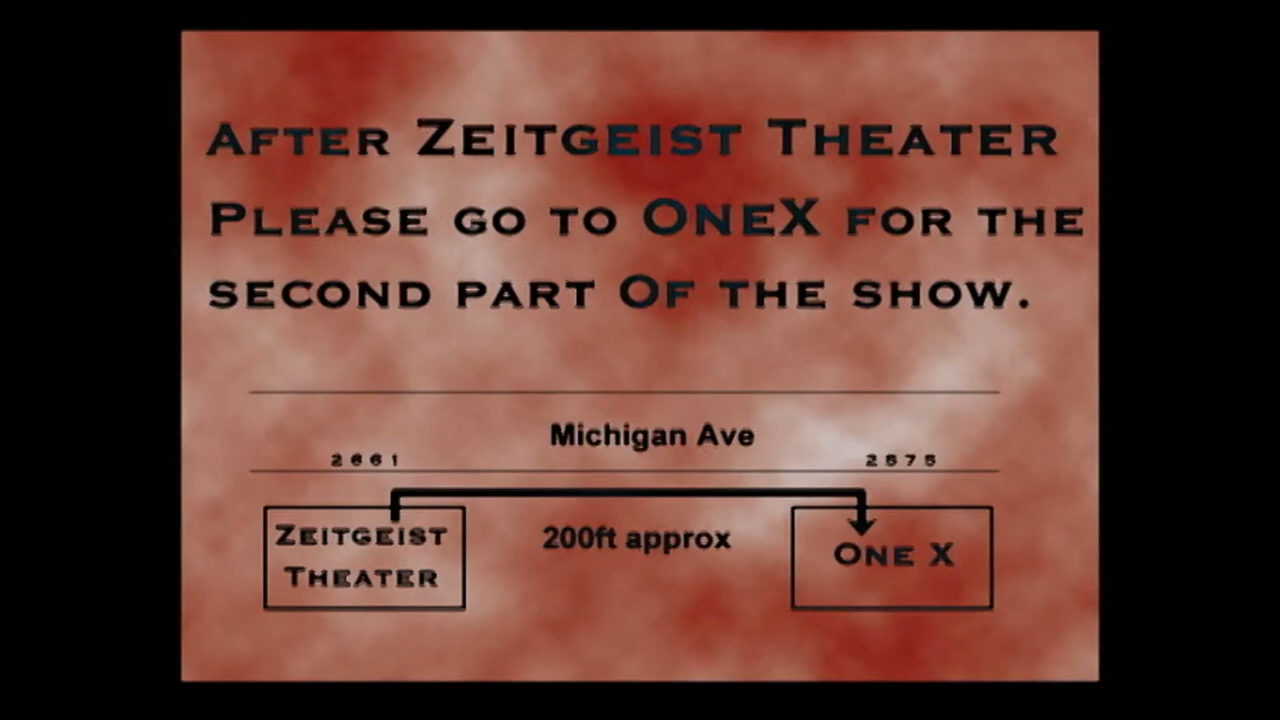 After Zeitgeist Theater
Please go to OneX for the
second part Of the show.
Michigan Ave
2661
2575
Zeitgeist
Theater
200ft approx
One X